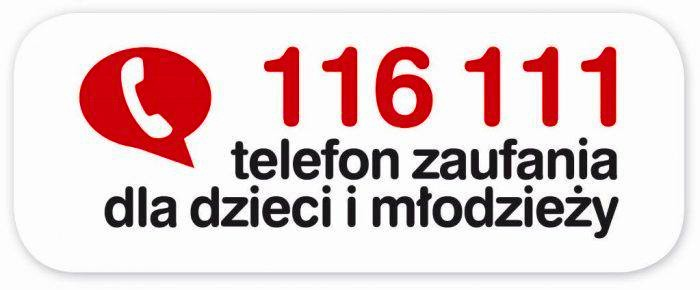 116 111
telefon zaufania
dla dzieci i młodzieży